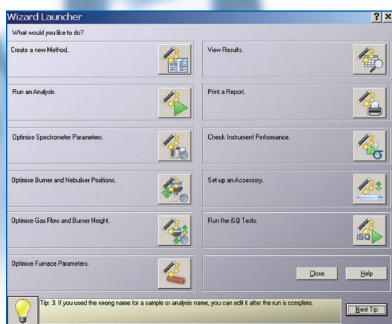 Wizard Launcher
What would you like to do?
Create a new Method.
View Results.
Run an Analysis.
Print a Report.
Optimise Spectrometer Parameters.
Check Instrument Performance.
Optimise Burner and Nebuliser Positions.
Set up an Accessory.
Optimise Gas Flow and Burner Height.
Run the iSQ Tests.
iSQ
Optimise Furnace Parameters.
Close
Help
Tip: 3. If you used the wrong name for a sample or analysis name, you can edit it after the run is complete.
Next Tip